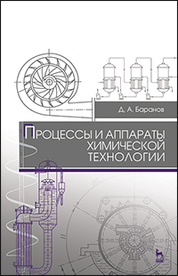 Д. А. Баранов
ПРОЦЕССЫ И АППАРАТЫ
ХИМИЧЕСКОЙ
ТЕХНОЛОГИИ